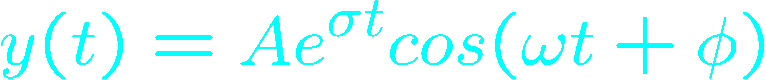 y(t) = Ae^{σt}cos(ωt + ϕ)